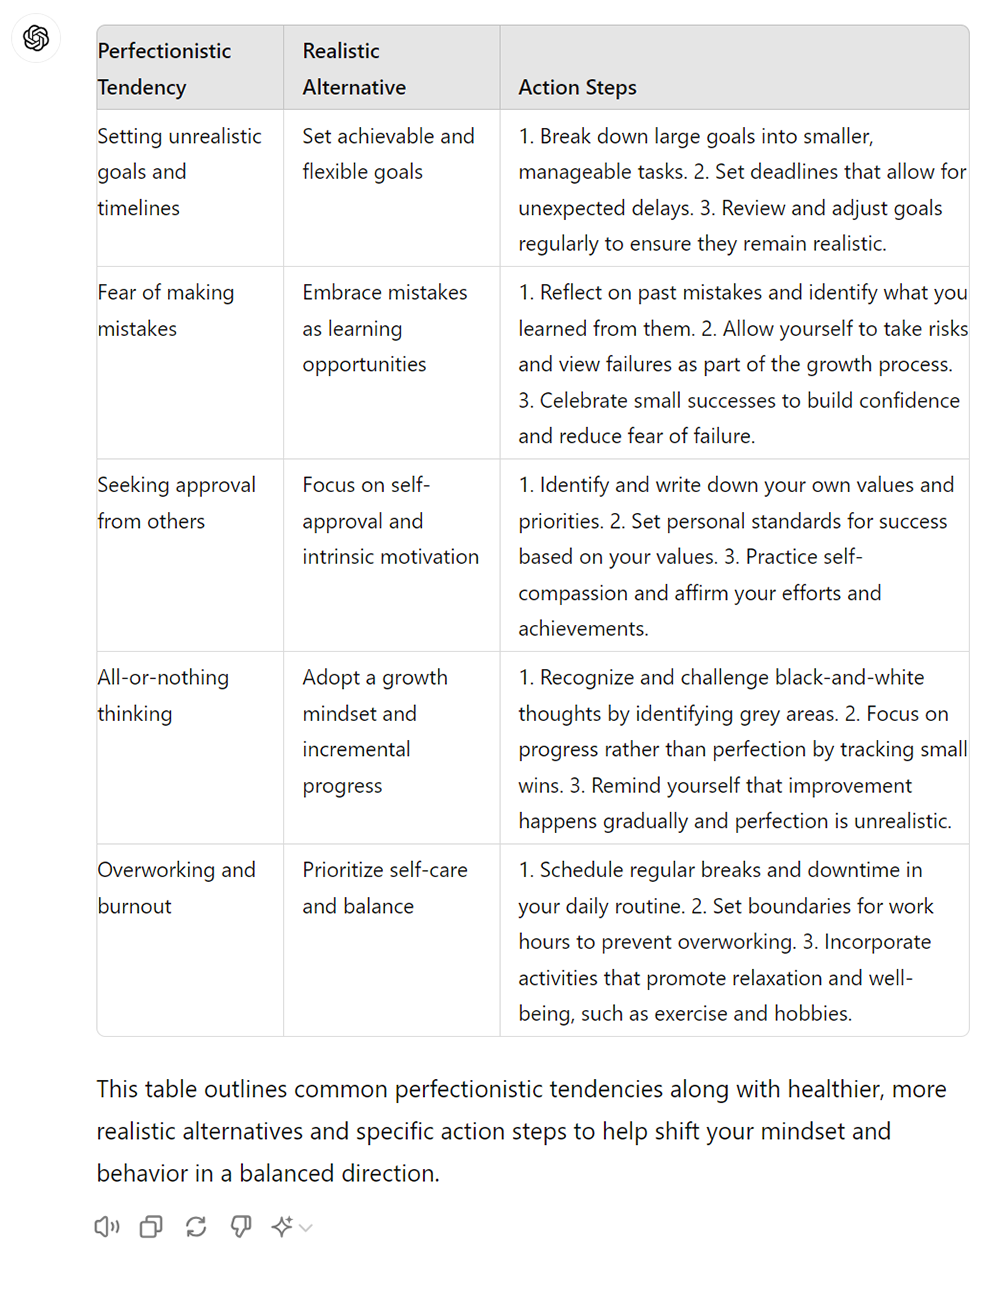 Perfectionistic Tendency
Realistic Alternative
Action Steps
Setting unrealistic
goals and
timelines
Set achievable and
flexible goals
1. Break down large goals into smaller,
manageable tasks. 2. Set deadlines that allow for
unexpected delays. 3. Review and adjust goals
regularly to ensure they remain realistic.
Fear of making
mistakes
Embrace mistakes
as learning
opportunities
1. Reflect on past mistakes and identify what you
learned from them. 2. Allow yourself to take risks
and view failures as part of the growth process.
3. Celebrate small successes to build confidence
and reduce fear of failure.
Seeking approval
from others
Focus on self-
approval and
intrinsic motivation
1. Identify and write down your own values and
priorities. 2. Set personal standards for success
based on your values. 3. Practice self-
compassion and affirm your efforts and
achievements.
All-or-nothing
thinking
Adopt a growth
mindset and
incremental
progress
1. Recognize and challenge black-and-white
thoughts by identifying grey areas. 2. Focus on
progress rather than perfection by tracking small
wins. 3. Remind yourself that improvement
happens gradually and perfection is unrealistic.
Overworking and
burnout
Prioritize self-care
and balance
1. Schedule regular breaks and downtime in
your daily routine. 2. Set boundaries for work
hours to prevent overworking. 3. Incorporate
activities that promote relaxation and well-
being, such as exercise and hobbies.
This table outlines common perfectionistic tendencies along with healthier, more
realistic alternatives and specific action steps to help shift your mindset and
behavior in a balanced direction.